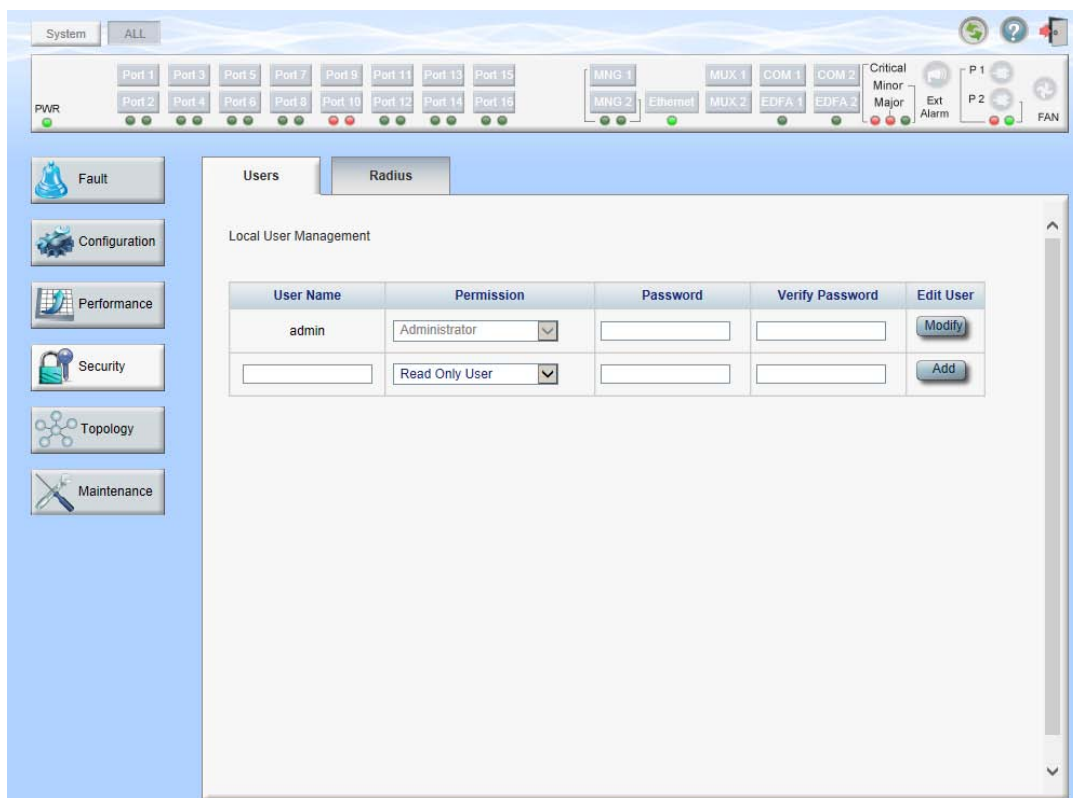 System ALL
Port 1 Port 3 Port 5 Port 7 Port 9 Port 11 Port 13 Port 15 MNG 1 MUX 1 COM 1 COM 2 Critical P 1
Minor
PWR Port 2 Port 4 Port 6 Port 8 Port 10 Port 12 Port 14 Port 16 MNG 2 Ethernet MUX 2 EDFA 1 EDFA 2 Major Ext Alarm P 2 FAN
Fault
Configuration
Performance
Security
Topology
Maintenance
Users Radius
Local User Management
User Name Permission Password Verify Password Edit User
admin Administrator Modify
Read Only User Add